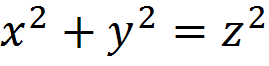 x² + y² = z²